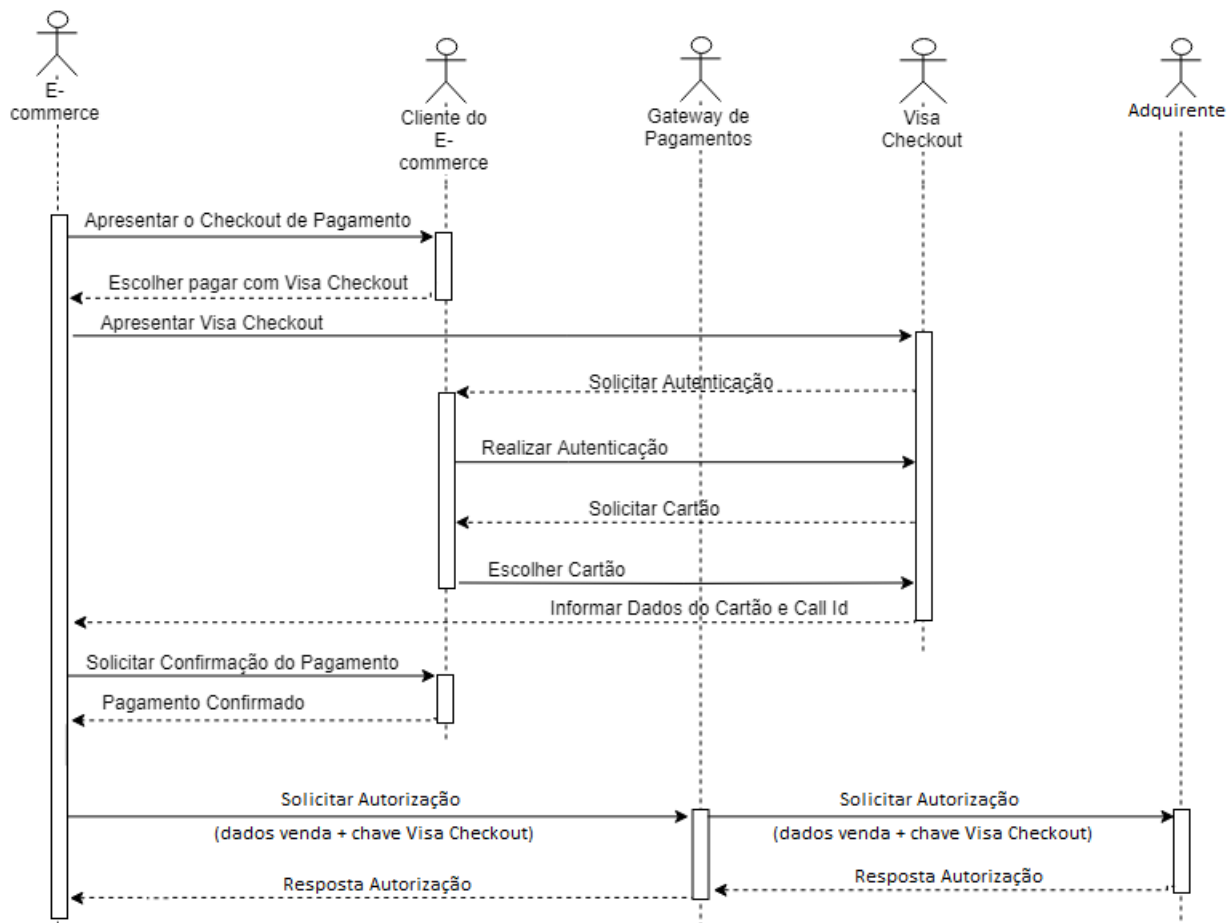 E-
commerce
Cliente do
E-
commerce
Gateway de
Pagamentos
Visa
Checkout
Adquirente
Apresentar o Checkout de Pagamento
Escolher pagar com Visa Checkout
Apresentar Visa Checkout
Solicitar Autenticação
Realizar Autenticação
Solicitar Cartão
Escolher Cartão
Informar Dados do Cartão e Call Id
Solicitar Confirmação do Pagamento
Pagamento Confirmado
Solicitar Autorização
(dados venda + chave Visa Checkout)
Solicitar Autorização
(dados venda + chave Visa Checkout)
Resposta Autorização
Resposta Autorização